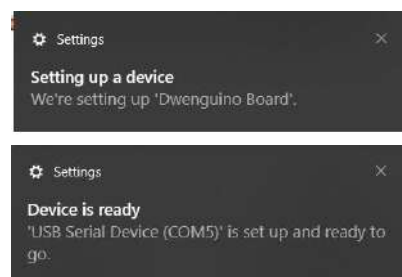 Settings
Setting up a device
We're setting up 'Dwenguino Board'.
Settings
Device is ready
'USB Serial Device (COM5)' is set up and ready to
go.